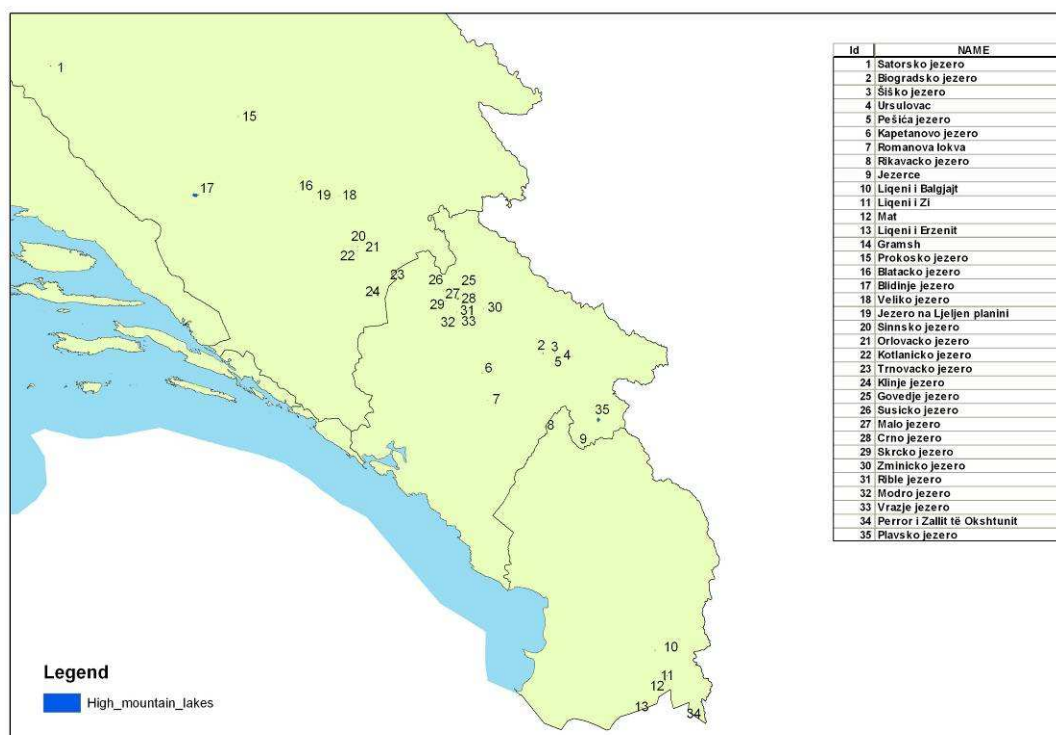 Id NAME
1 Satorsko jezero
2 Biogradsko jezero
3 Šiško jezero
4 Ursulovac
5 Pešića jezero
6 Kapetanovo jezero
7 Romanova lokva
8 Rikavacko jezero
9 Jezerce
10 Liqeni i Balgjajt
11 Liqeni i Zi
12 Mat
13 Liqeni i Erzenit
14 Gramsh
15 Prokosko jezero
16 Blatacko jezero
17 Blidinje jezero
18 Veliko jezero
19 Jezero na Ljeljen planini
20 Sinnsko jezero
21 Orlovacko jezero
22 Kotlanicko jezero
23 Trnovacko jezero
24 Klinje jezero
25 Govedje jezero
26 Susicko jezero
27 Malo jezero
28 Crno jezero
29 Skrcko jezero
30 Zminicko jezero
31 Rible jezero
32 Modro jezero
33 Vrazje jezero
34 Perror i Zallit të Okshtunit
35 Plavsko jezero
1
15
17
16
19
18
20
21
22
23
24
26
25
27
28
29
30
31
32
33
2
3
4
5
6
7
35
8
9
10
11
12
13
34
Legend
High_mountain_lakes